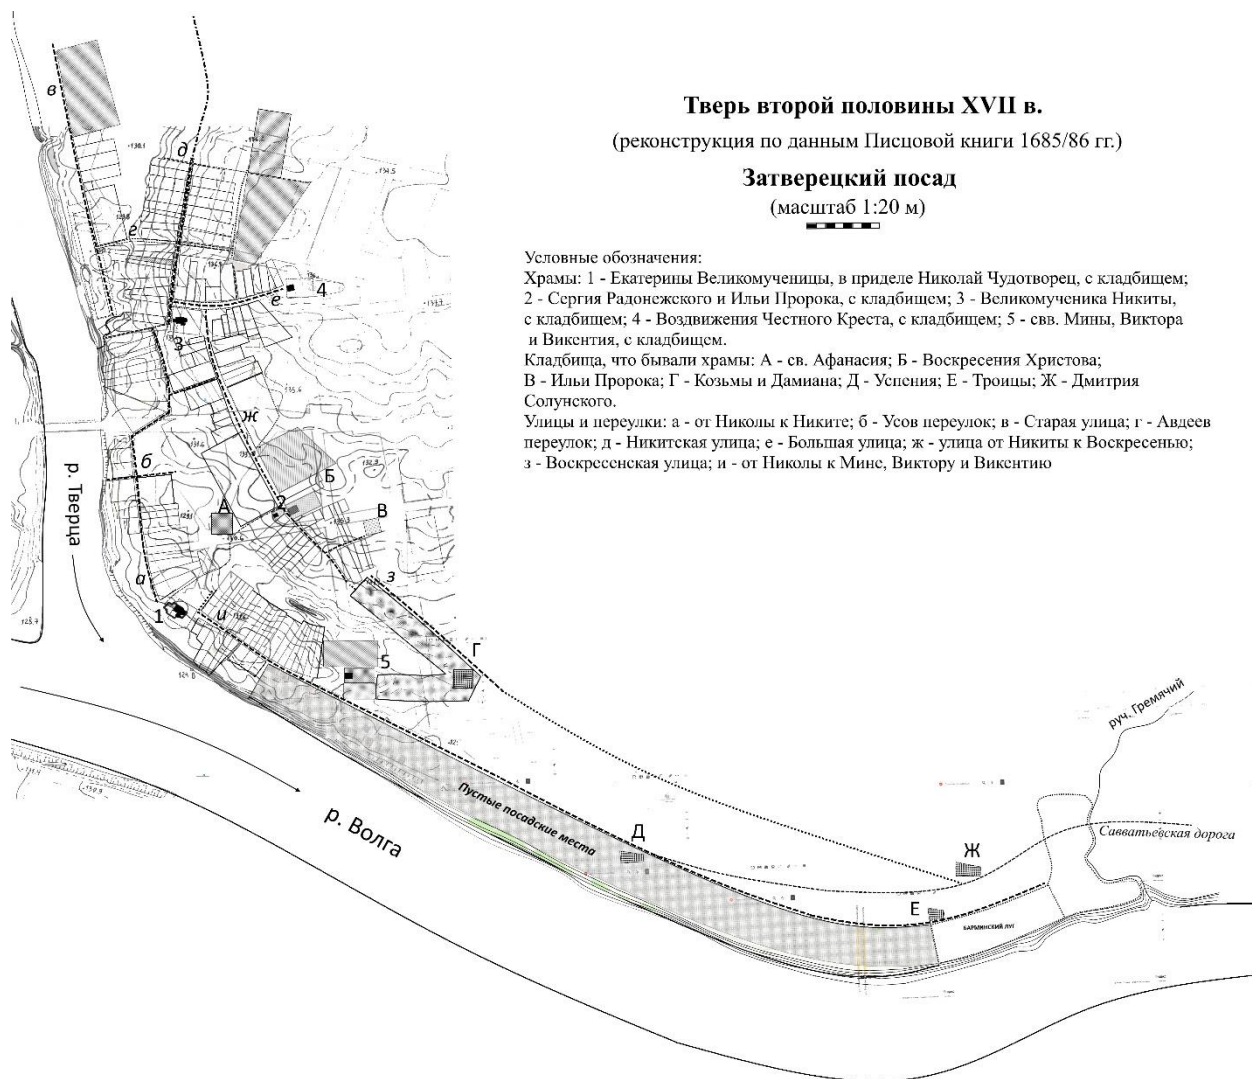 Тверь второй половины XVII в.
(реконструкция по данным Писцовой книги 1685/86 гг.)
Затверецкий посад
(масштаб 1:20 м)
Условные обозначения:
Храмы: 1 - Екатерины Великомученицы, в приделе Николай Чудотворец, с кладбищем;
2 - Сергия Радонежского и Ильи Пророка, с кладбищем; 3 - Великомученика Никиты,
с кладбищем; 4 - Воздвижения Честного Креста, с кладбищем; 5 - свв. Мины, Виктора
и Викентия, с кладбищем.
Кладбища, что бывали храмы: А - св. Афанасия; Б - Воскресения Христова;
В - Ильи Пророка; Г - Козьмы и Дамиана; Д - Успения; Е - Троицы; Ж - Дмитрия
Солунского.
Улицы и переулки: а - от Николы к Никите; б - Усов переулок; в - Старая улица; г - Авдеев
переулок; д - Никитская улица; е - Большая улица; ж - улица от Никиты к Воскресенью;
з - Воскресенская улица; и - от Николы к Мине, Виктору и Викентию
в
д
г
е
4
3
ж
б
Б
А
2
В
р. Тверца
а
з
1
и
5
Г
р. Волга
Пустые посадские места
Д
Ж
Е
руч. Гремячий
Савватьевская дорога
БАРМИНСКИЙ ЛУГ